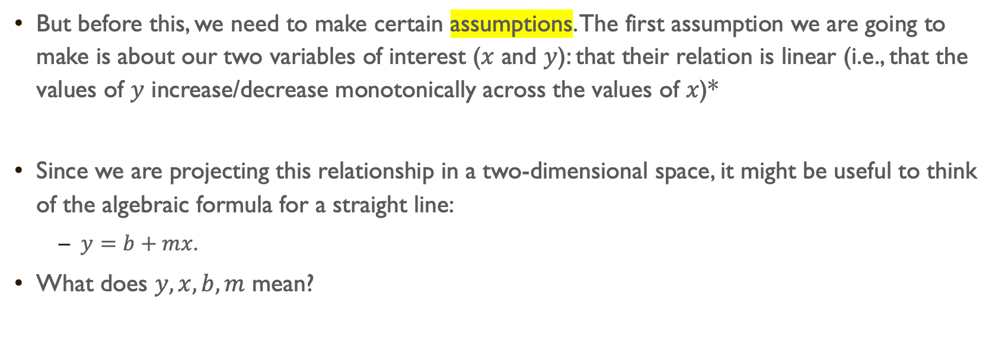 • But before this, we need to make certain assumptions. The first assumption we are going to
make is about our two variables of interest (x and y): that their relation is linear (i.e., that the
values of y increase/decrease monotonically across the values of x)*
• Since we are projecting this relationship in a two-dimensional space, it might be useful to think
of the algebraic formula for a straight line:
– y = b + mx.
• What does y, x, b, m mean?